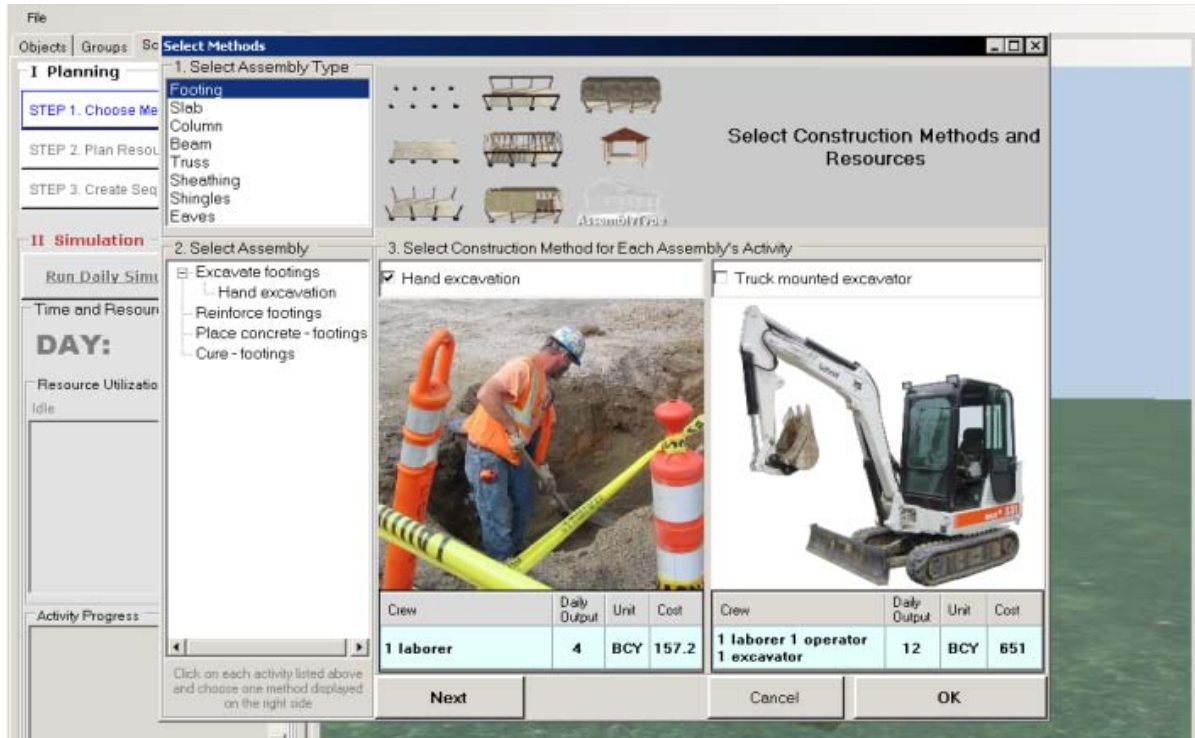 File
Objects
Groups
Sc
Select Methods
I Planning
STEP 1. Choose Me
STEP 2. Plan Resou
STEP 3. Create Seq
II Simulation
Run Daily Simu
Time and Resour
DAY:
Resource Utilizatio
Idle
Activity Progress
1. Select Assembly Type
Footing
Slab
Column
Beam
Truss
Sheathing
Shingles
Eaves
AssemblyType
Select Construction Methods and
Resources
2. Select Assembly
Excavate footings
Hand excavation
Reinforce footings
Place concrete - footings
Cure - footings
Click on each activity listed above
and choose one method displayed
on the right side
3. Select Construction Method for Each Assembly's Activity
Hand excavation
Crew Daily Output Unit Cost
1 laborer 4 BCY 157.2
Truck mounted excavator
Crew Daily Output Unit Cost
1 laborer 1 operator
1 excavator 12 BCY 651
Next
Cancel
OK